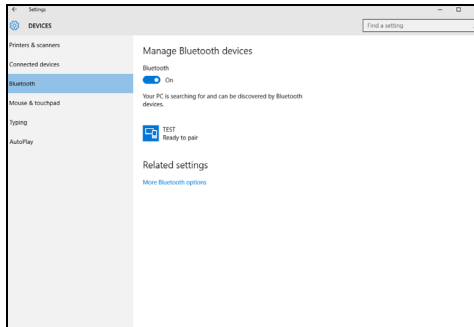 Settings
DEVICES
Find a setting
Printers & scanners
Connected devices
Bluetooth
Mouse & touchpad
Typing
AutoPlay
Manage Bluetooth devices
Bluetooth
On
Your PC is searching for and can be discovered by Bluetooth
devices.
TEST
Ready to pair
Related settings
More Bluetooth options